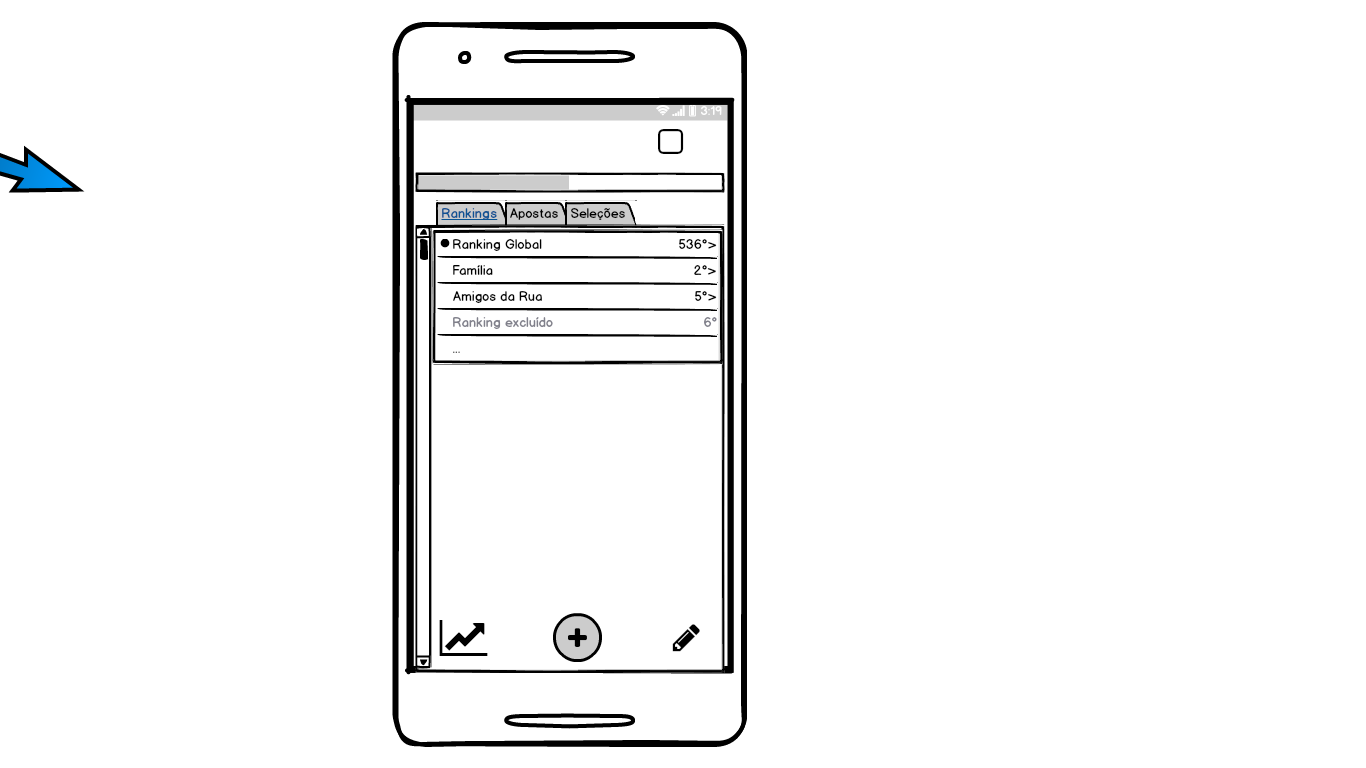 3:19
Rankings Apostas Seleções
Ranking Global 536°>
Família 2°>
Amigos da Rua 5°>
Ranking excluído 6°
...